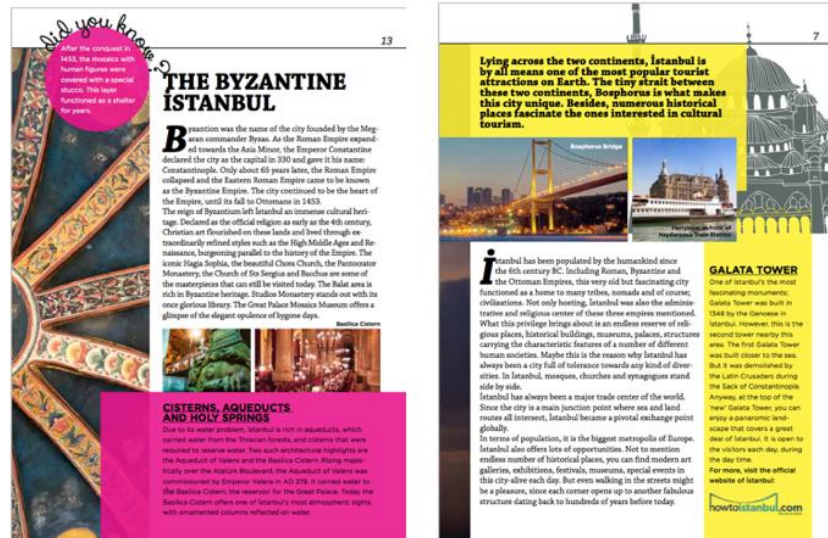 did you know?
After the conquest in
1453, the mosaics with
human figures were
covered with a special
stucco. This layer
functioned as a shelter
for years.
13
THE BYZANTINE
İSTANBUL
Byzantion was the name of the city founded by the Meg-
aran commander Byzas. As the Roman Empire expand-
ed towards the Asia Minor, the Emperor Constantine
declared the city as the capital in 330 and gave it his name:
Constantinople. Only about 65 years later, the Roman Empire
collapsed and the Eastern Roman Empire came to be known
as the Byzantine Empire. The city continued to be the heart of
the Empire, until its fall to Ottomans in 1453.
The reign of Byzantium left İstanbul an immense cultural heri-
tage. Declared as the official religion as early as the 4th century,
Christian art flourished on these lands and lived through ex-
traordinarily refined styles such as the High Middle Ages and Re-
naissance, burgeoning parallel to the history of the Empire. The
iconic Hagia Sophia, the beautiful Chora Church, the Pantocrator
Monastery, the Church of Sts Sergius and Bacchus are some of
the masterpieces that can still be visited today. The Balat area is
rich in Byzantine heritage. Studios Monastery stands out with its
once glorious library. The Great Palace Mosaics Museum offers a
glimpse of the elegant opulence of bygone days.
Basilica Cistern
CISTERNS, AQUEDUCTS
AND HOLY SPRINGS
Due to its water problem, İstanbul is rich in aqueducts, which
carried water from the Thracian forests, and cisterns that were
required to reserve water. Two such architectural highlights are
the Aqueduct of Valens and the Basilica Cistern. Rising majes-
tically over the Atatürk Boulevard, the Aqueduct of Valens was
commissioned by Emperor Valens in AD 378. It carried water to
the Basilica Cistern, the reservoir for the Great Palace. Today the
Basilica Cistern offers one of İstanbul's most atmospheric sights
with ornamented columns reflected on water.
7
Lying across the two continents, İstanbul is
by all means one of the most popular tourist
attractions on Earth. The tiny strait between
these two continents, Bosphorus is what makes
this city unique. Besides, numerous historical
places fascinate the ones interested in cultural
tourism.
Bosphorus Bridge
Ferryboat in front of
Haydarpasa Train Station
İstanbul has been populated by the humankind since
the 6th century BC. Including Roman, Byzantine and
the Ottoman Empires, this very old but fascinating city
functioned as a home to many tribes, nomads and of course;
civilizations. Not only hosting, İstanbul was also the adminis-
trative and religious center of these three empires mentioned.
What this privilege brings about is an endless reserve of reli-
gious places, historical buildings, museums, palaces, structures
carrying the characteristic features of a number of different
human societies. Maybe this is the reason why İstanbul has
always been a city full of tolerance towards any kind of diver-
sities. In İstanbul, mosques, churches and synagogues stand
side by side.
İstanbul has always been a major trade center of the world.
Since the city is a main junction point where sea and land
routes all intersect, İstanbul became a pivotal exchange point
globally.
In terms of population, it is the biggest metropolis of Europe.
İstanbul also offers lots of opportunities. Not to mention
endless number of historical places, you can find modern art
galleries, exhibitions, festivals, museums, special events in
this city-alive each day. But even walking in the streets might
be a pleasure, since each corner opens up to another fabulous
structure dating back to hundreds of years before today.
GALATA TOWER
One of İstanbul's the most
fascinating monuments;
Galata Tower was built in
1348 by the Genoese in
İstanbul. However, this is the
second tower nearby this
area. The first Galata Tower
was built closer to the sea.
But it was demolished by
the Latin Crusaders during
the Sack of Constantinople.
Anyway, at the top of the
'new' Galata Tower, you can
enjoy a panaromic land-
scape that covers a great
deal of İstanbul. It is open to
the visitors each day, during
the day time.
For more, visit the official
website of İstanbul:
howtoistanbul.com